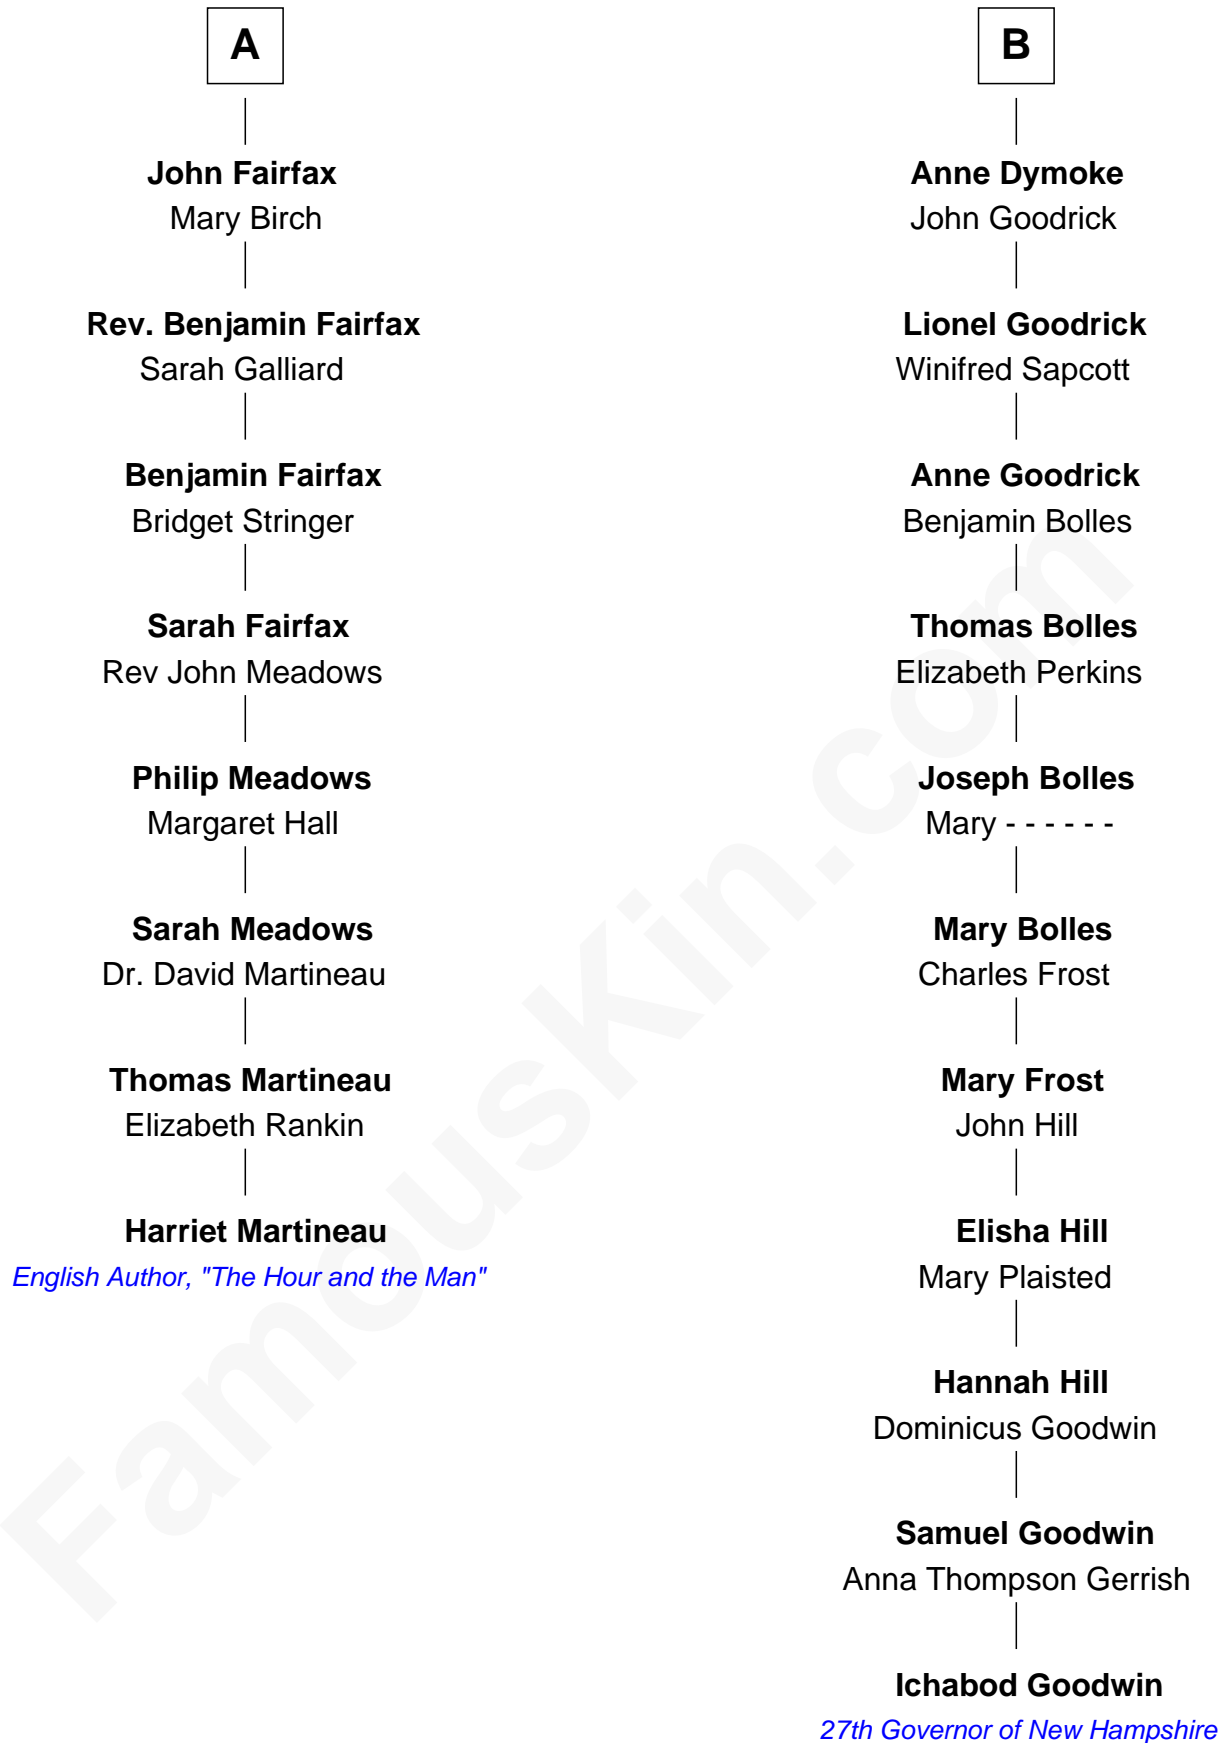 A
John Fairfax
Mary Birch
Rev. Benjamin Fairfax
Sarah Galliard
Benjamin Fairfax
Bridget Stringer
Sarah Fairfax
Rev John Meadows
Philip Meadows
Margaret Hall
Sarah Meadows
Dr. David Martineau
Thomas Martineau
Elizabeth Rankin
Harriet Martineau
English Author, "The Hour and the Man"
B
Anne Dymoke
John Goodrick
Lionel Goodrick
Winifred Sapcott
Anne Goodrick
Benjamin Bolles
Thomas Bolles
Elizabeth Perkins
Joseph Bolles
Mary - - - - - -
Mary Bolles
Charles Frost
Mary Frost
John Hill
Elisha Hill
Mary Plaisted
Hannah Hill
Dominicus Goodwin
Samuel Goodwin
Anna Thompson Gerrish
Ichabod Goodwin
27th Governor of New Hampshire
FamousKin.com